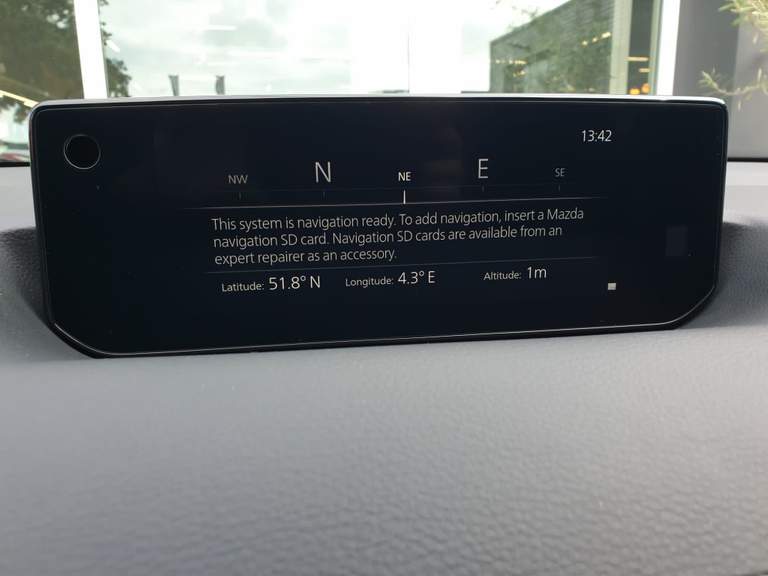 13:42
NW N NE E SE
This system is navigation ready. To add navigation, insert a Mazda
navigation SD card. Navigation SD cards are available from an
expert repairer as an accessory.
Latitude: 51.8° N Longitude: 4.3° E Altitude: 1m